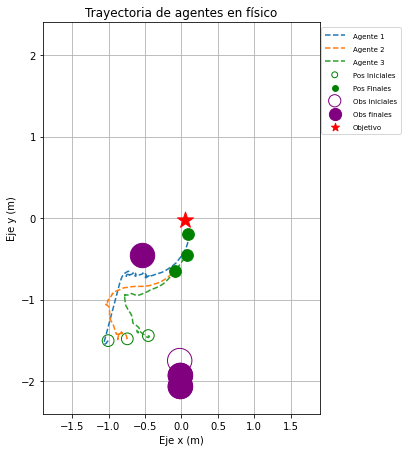 Trayectoria de agentes en físico
Agente 1
Agente 2
Agente 3
Pos Iniciales
Pos Finales
Obs Iniciales
Obs finales
Objetivo
Eje y (m)
2
1
0
−1
−2
−1.5
−1.0
−0.5
0.0
0.5
1.0
1.5
Eje x (m)